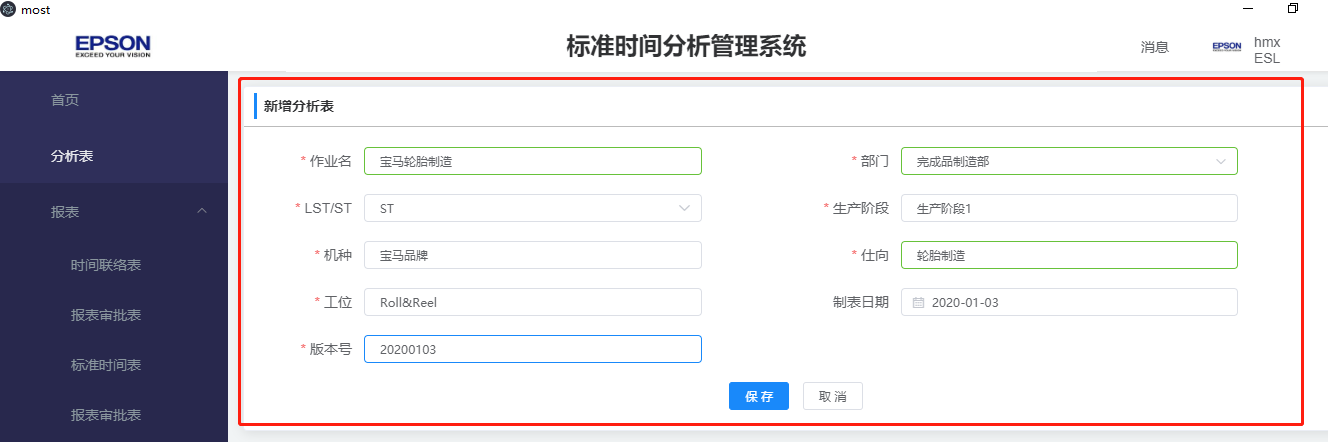 most
EPSON
EXCEED YOUR VISION
标准时间分析管理系统
消息
EPSON
hmx
ESL
首页
分析表
报表
时间联络表
报表审批表
标准时间表
报表审批表
新增分析表
* 作业名 宝马轮胎制造
* 部门 完成品制造部
* LST/ST ST
* 生产阶段 生产阶段1
* 机种 宝马品牌
* 仕向 轮胎制造
* 工位 Roll&Reel
制表日期 2020-01-03
* 版本号 20200103
保存 取消